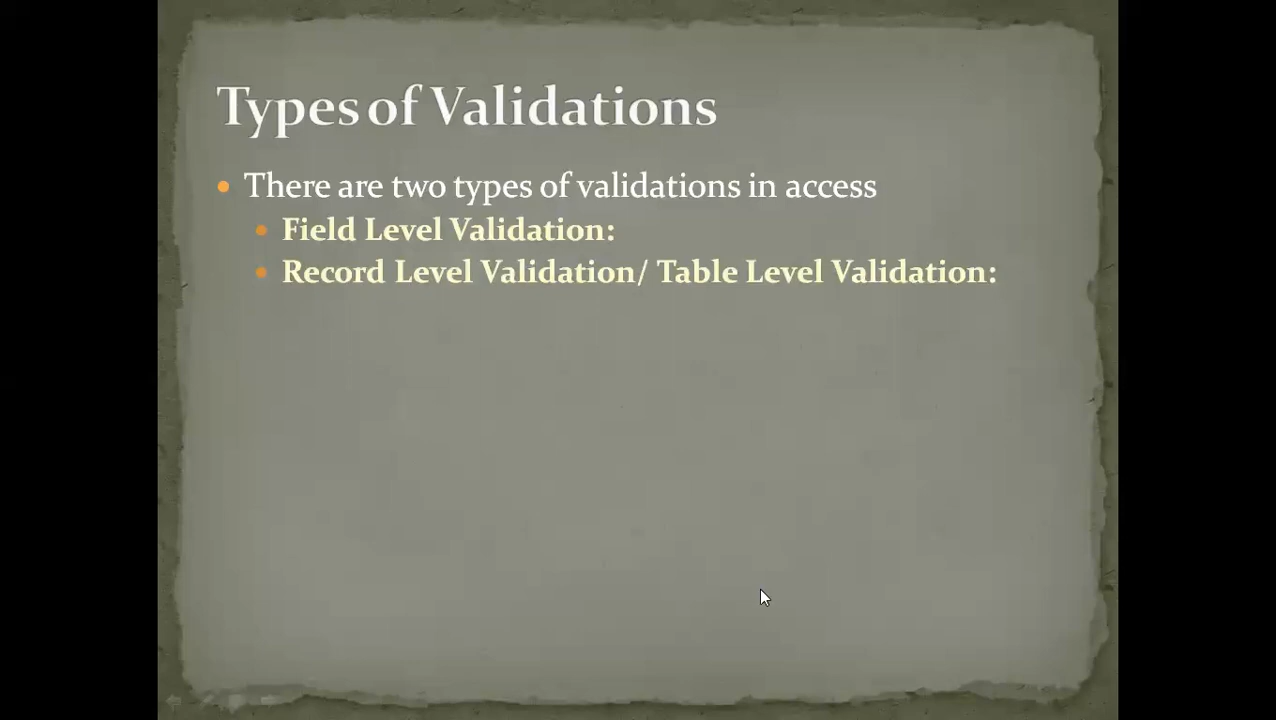 Types of Validations
There are two types of validations in access
Field Level Validation:
Record Level Validation/ Table Level Validation: